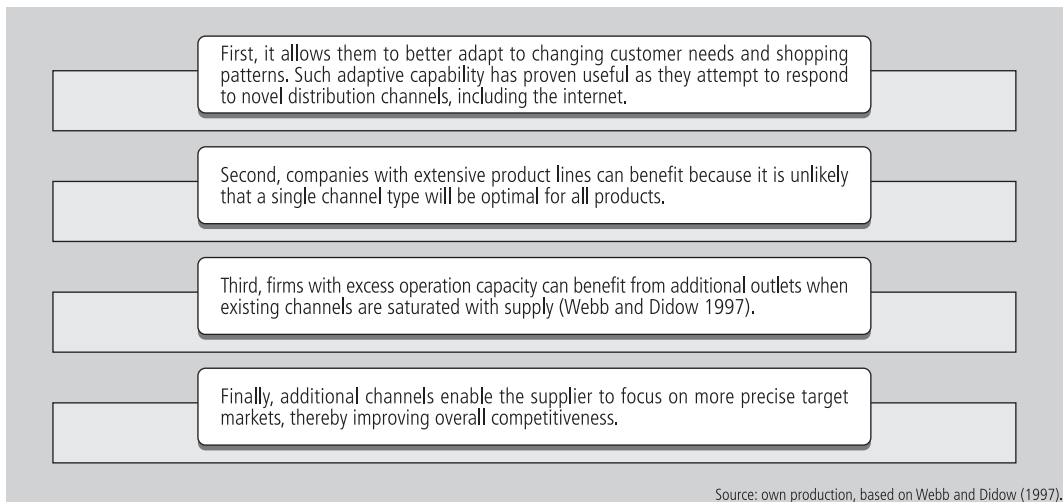 First, it allows them to better adapt to changing customer needs and shopping
patterns. Such adaptive capability has proven useful as they attempt to respond
to novel distribution channels, including the internet.
Second, companies with extensive product lines can benefit because it is unlikely
that a single channel type will be optimal for all products.
Third, firms with excess operation capacity can benefit from additional outlets when
existing channels are saturated with supply (Webb and Didow 1997).
Finally, additional channels enable the supplier to focus on more precise target
markets, thereby improving overall competitiveness.
Source: own production, based on Webb and Didow (1997).